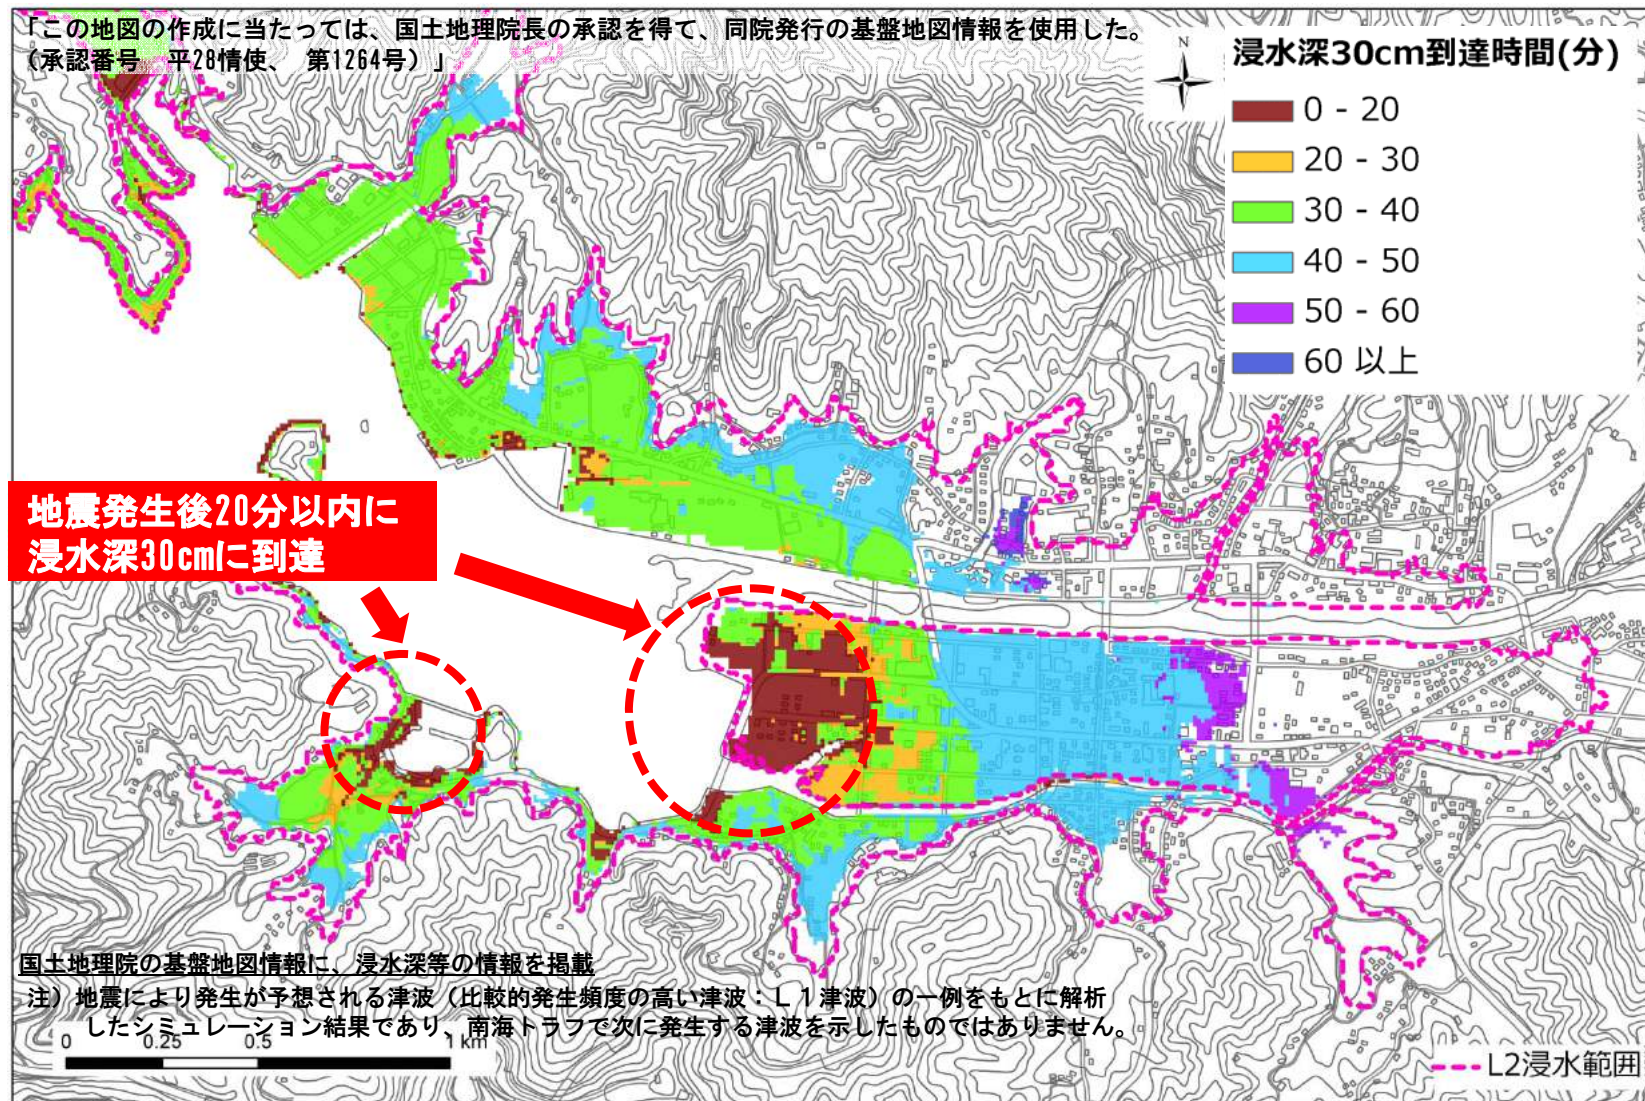 「この地図の作成に当たっては、国土地理院長の承認を得て、同院発行の基盤地図情報を使用した。
（承認番号　平28情使、　第1264号）」
N
浸水深30cm到達時間(分)
0 - 20
20 - 30
30 - 40
40 - 50
50 - 60
60 以上
地震発生後20分以内に
浸水深30cmに到達
国土地理院の基盤地図情報に、浸水深等の情報を掲載
注）地震により発生が予想される津波（比較的発生頻度の高い津波：Ｌ１津波）の一例をもとに解析
したシミュレーション結果であり、南海トラフで次に発生する津波を示したものではありません。
0 0.25 0.5 1 km
L2浸水範囲